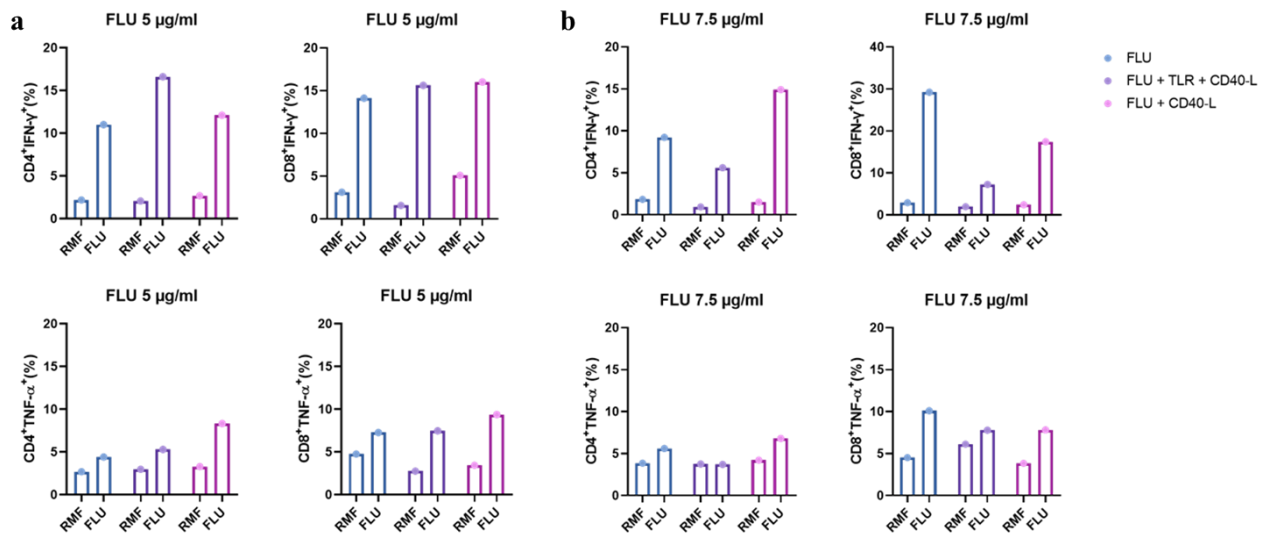 a
FLU 5 µg/ml
CD4⁺IFN-γ⁺(%)
20
15
10
5
0
RMF FLU RMF FLU RMF FLU
FLU 5 µg/ml
CD8⁺IFN-γ⁺(%)
20
15
10
5
0
RMF FLU RMF FLU RMF FLU
b
FLU 7.5 µg/ml
CD4⁺IFN-γ⁺(%)
20
15
10
5
0
RMF FLU RMF FLU RMF FLU
FLU 7.5 µg/ml
CD8⁺IFN-γ⁺(%)
40
30
20
10
0
RMF FLU RMF FLU RMF FLU
FLU
FLU + TLR + CD40-L
FLU + CD40-L
FLU 5 µg/ml
CD4⁺TNF-α⁺(%)
20
15
10
5
0
RMF FLU RMF FLU RMF FLU
FLU 5 µg/ml
CD8⁺TNF-α⁺(%)
20
15
10
5
0
RMF FLU RMF FLU RMF FLU
FLU 7.5 µg/ml
CD4⁺TNF-α⁺(%)
20
15
10
5
0
RMF FLU RMF FLU RMF FLU
FLU 7.5 µg/ml
CD8⁺TNF-α⁺(%)
20
15
10
5
0
RMF FLU RMF FLU RMF FLU